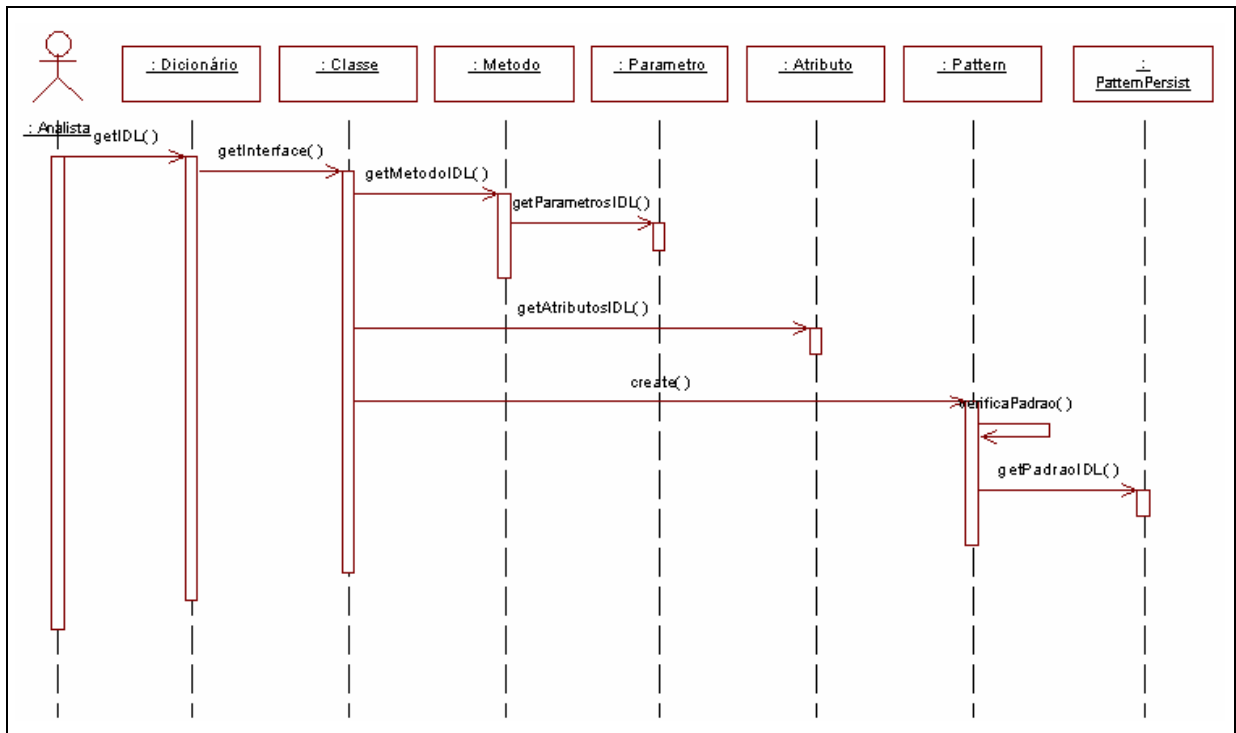 : Dicionário
: Classe
: Metodo
: Parametro
: Atributo
: Pattern
:
PatternPersist
: Analista
getIDL( )
getInterface( )
getMetodoIDL( )
getParametrosIDL( )
getAtributosIDL( )
create( )
verificaPadrao( )
getPadraoIDL( )